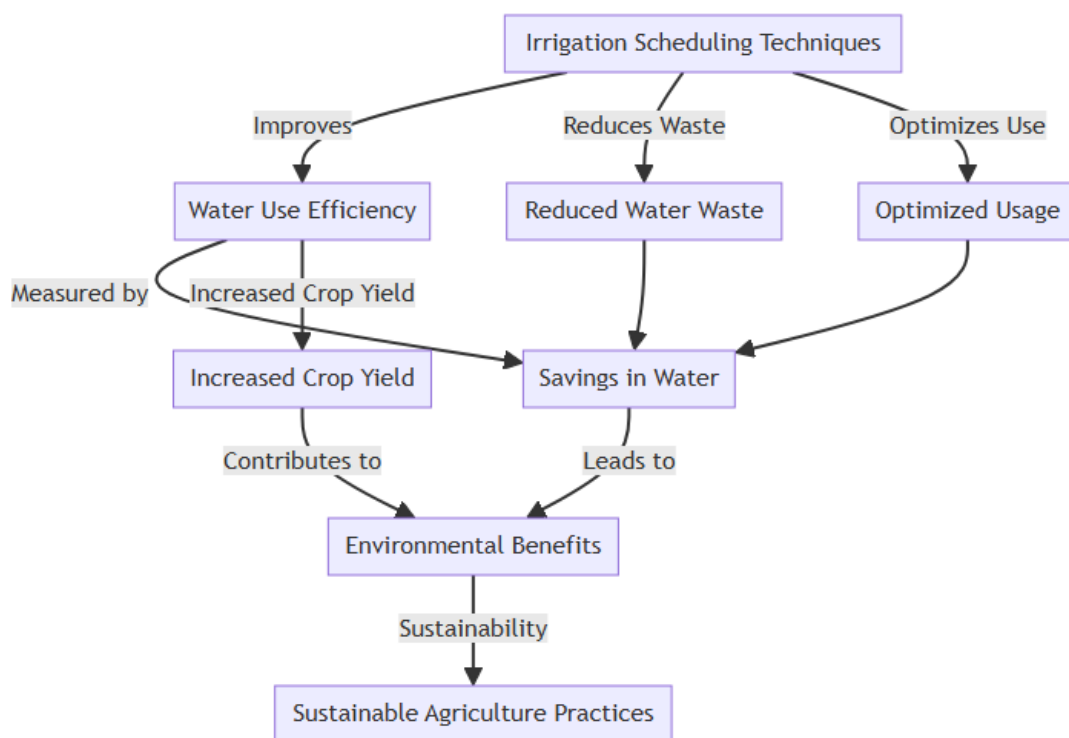 Irrigation Scheduling Techniques
Improves
Reduces Waste
Optimizes Use
Water Use Efficiency
Reduced Water Waste
Optimized Usage
Measured by
Increased Crop Yield
Increased Crop Yield
Savings in Water
Contributes to
Leads to
Environmental Benefits
Sustainability
Sustainable Agriculture Practices